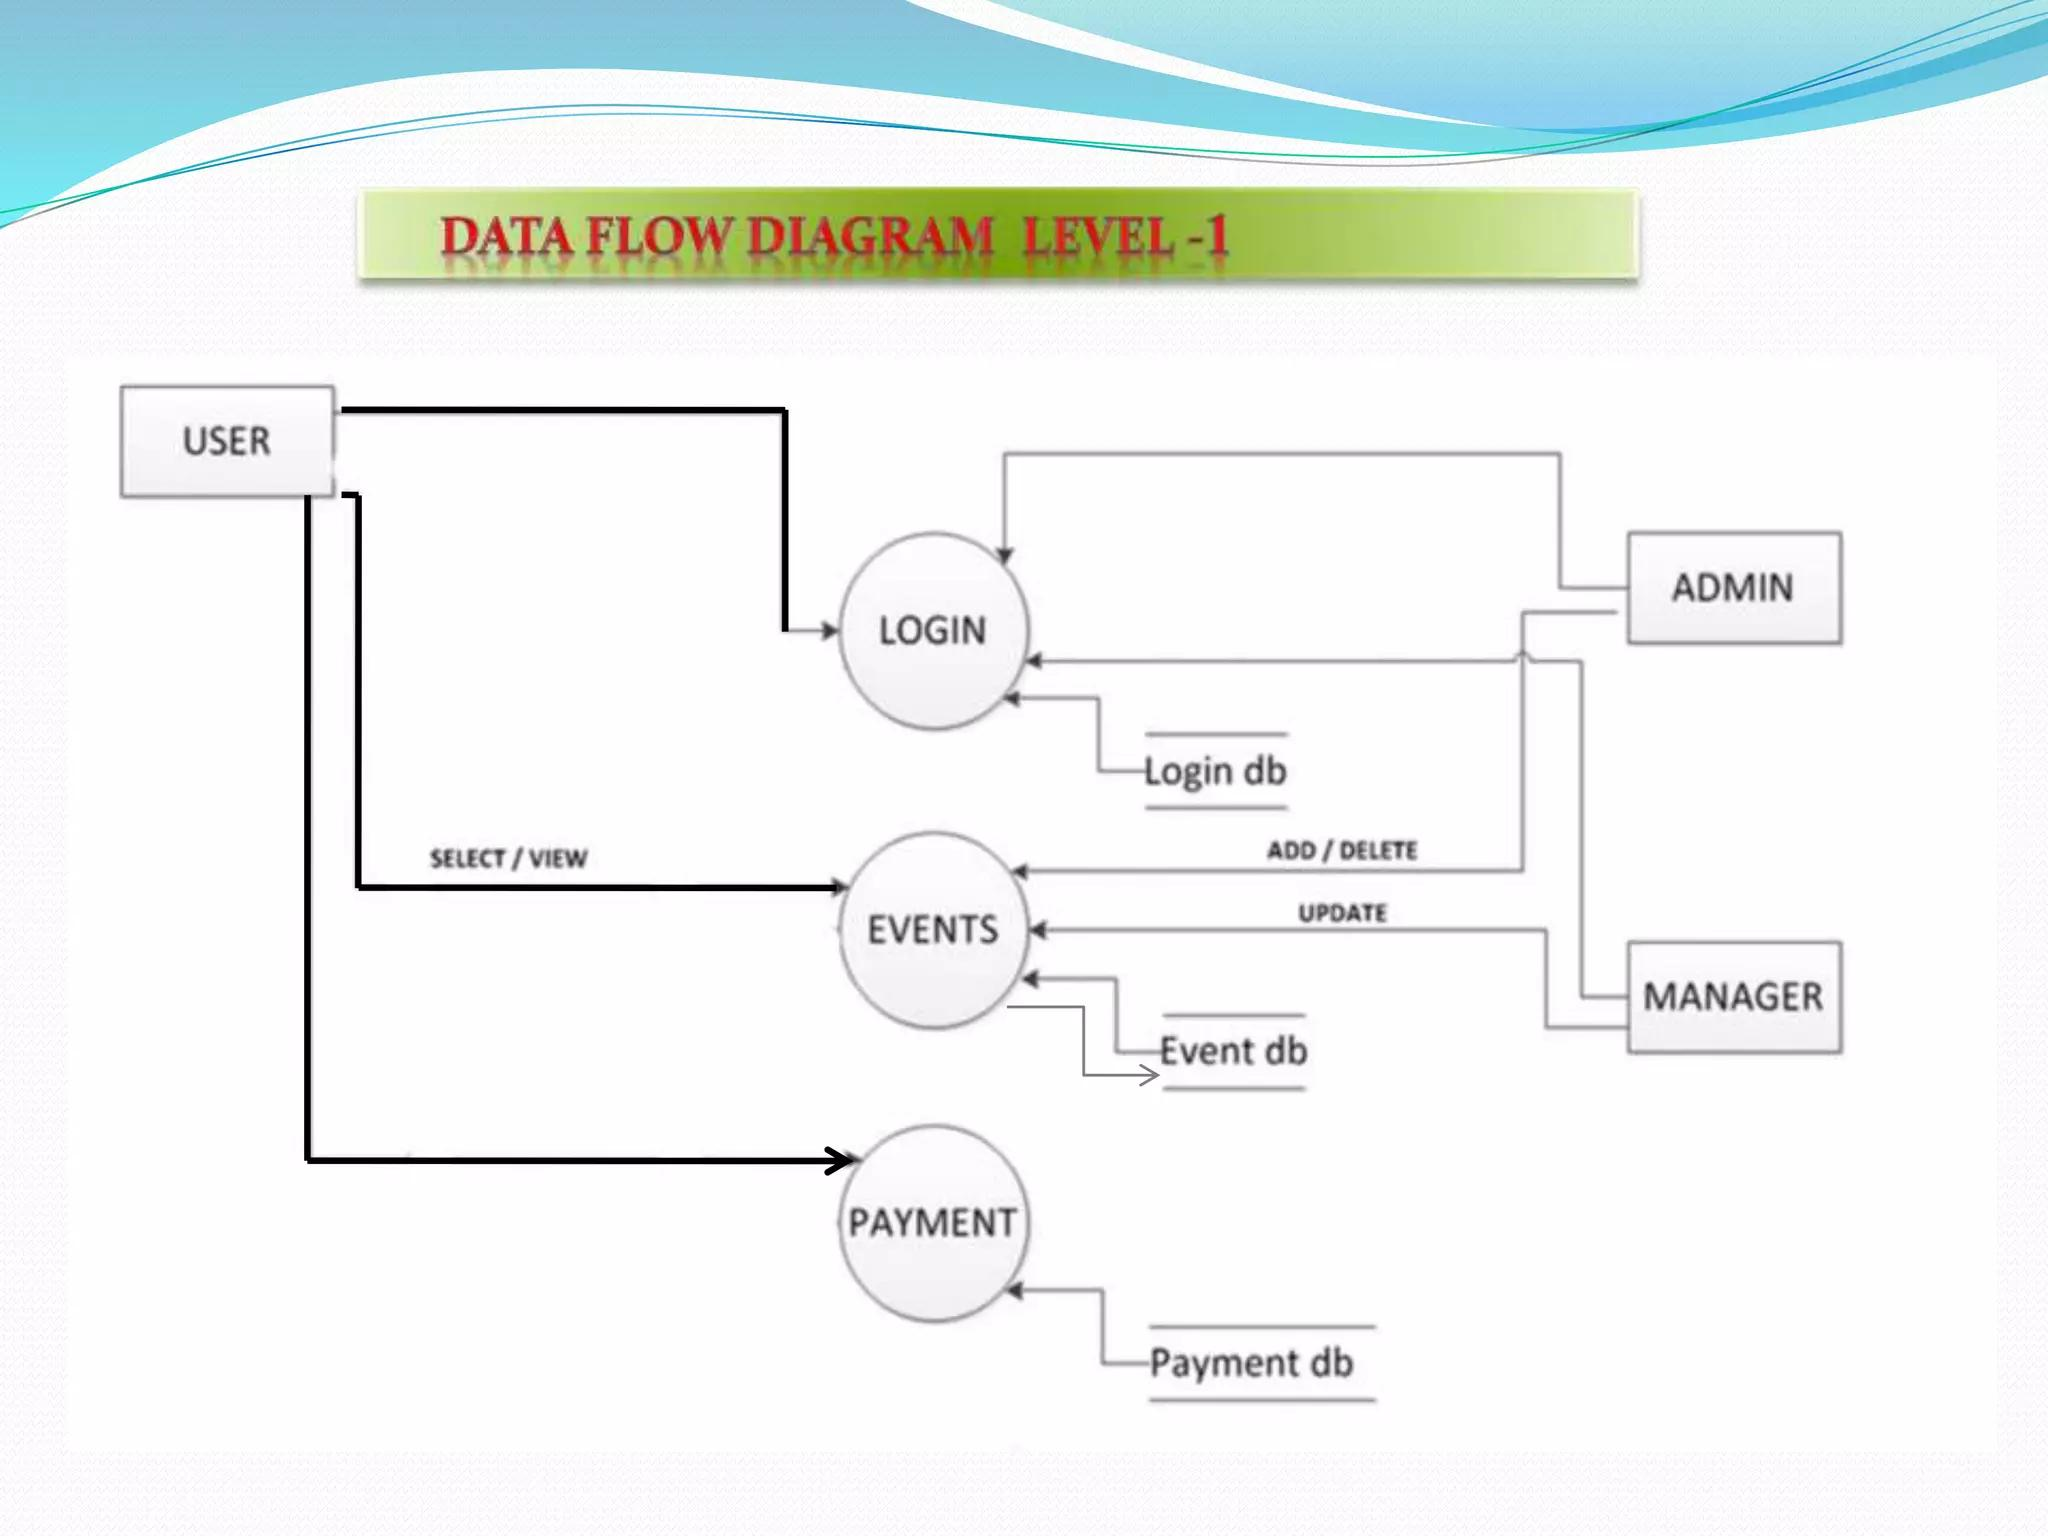 DATA FLOW DIAGRAM LEVEL -1
USER
ADMIN
LOGIN
Login db
SELECT / VIEW
ADD / DELETE
UPDATE
EVENTS
MANAGER
Event db
PAYMENT
Payment db